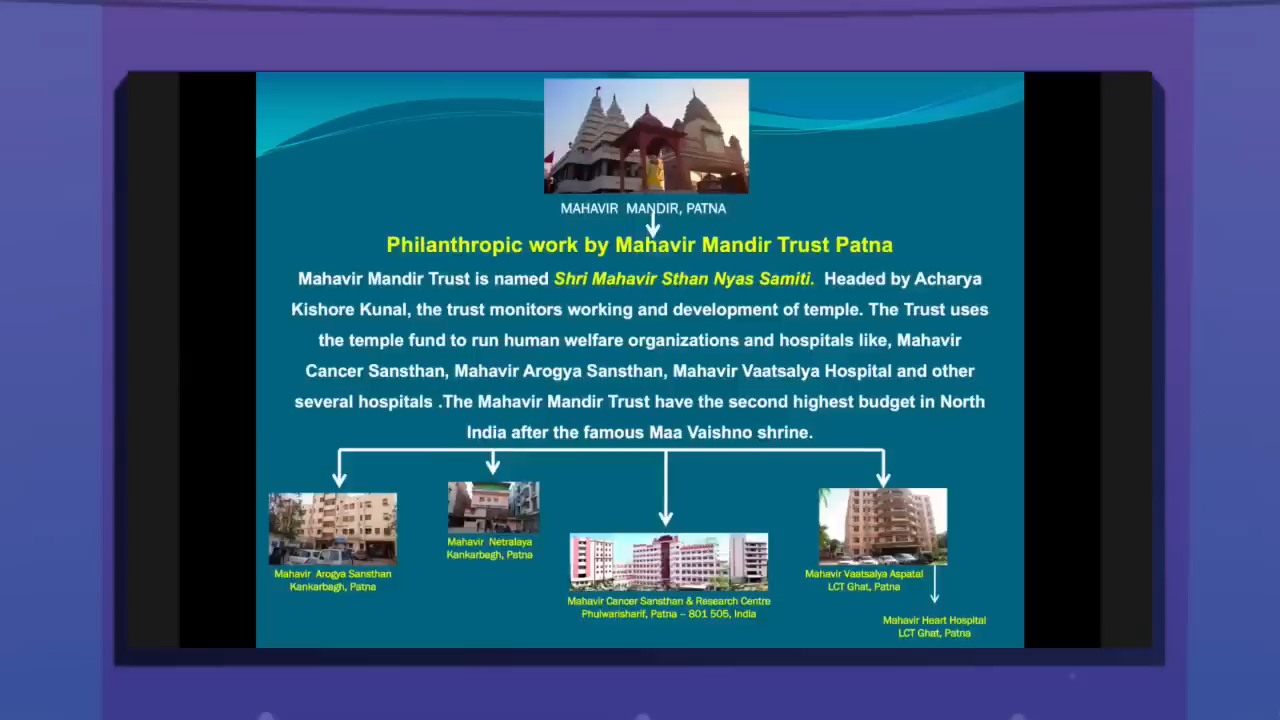 MAHAVIR MANDIR, PATNA
Philanthropic work by Mahavir Mandir Trust Patna
Mahavir Mandir Trust is named Shri Mahavir Sthan Nyas Samiti. Headed by Acharya
Kishore Kunal, the trust monitors working and development of temple. The Trust uses
the temple fund to run human welfare organizations and hospitals like, Mahavir
Cancer Sansthan, Mahavir Arogya Sansthan, Mahavir Vaatsalya Hospital and other
several hospitals .The Mahavir Mandir Trust have the second highest budget in North
India after the famous Maa Vaishno shrine.
Mahavir Arogya Sansthan
Kankarbagh, Patna
Mahavir Netralaya
Kankarbagh, Patna
Mahavir Cancer Sansthan & Research Centre
Phulwarisharif, Patna – 801 505, India
Mahavir Vaatsalya Aspatal
LCT Ghat, Patna
Mahavir Heart Hospital
LCT Ghat, Patna